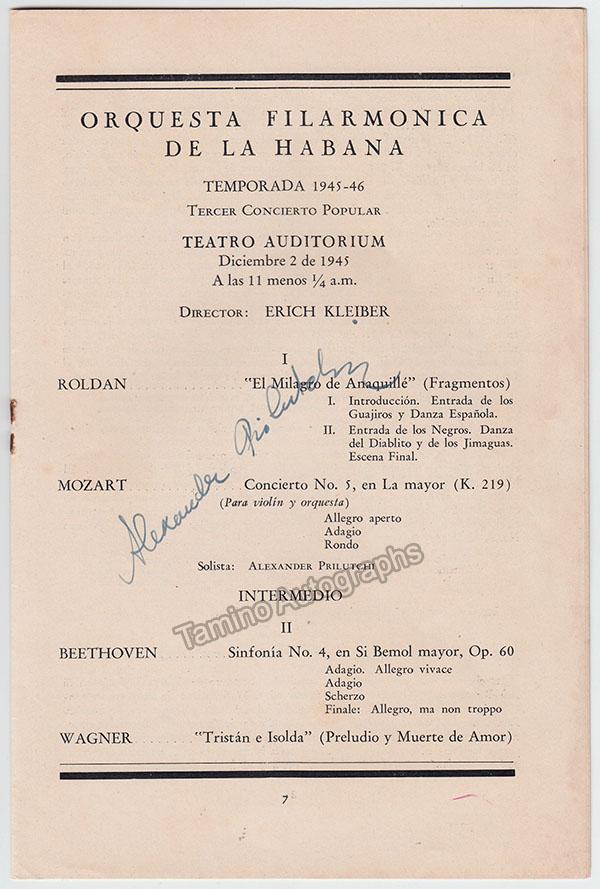 ORQUESTA FILARMONICA
DE LA HABANA
TEMPORADA 1945-46
TERCER CONCIERTO POPULAR
TEATRO AUDITORIUM
Diciembre 2 de 1945
A las 11 menos ¼ a.m.
DIRECTOR: ERICH KLEIBER
I
ROLDAN "El Milagro de Anaquillé" (Fragmentos)
I. Introducción. Entrada de los
Guajiros y Danza Española.
II. Entrada de los Negros. Danza
del Diablito y de los Jimaguas.
Escena Final.
MOZART Concierto No. 5, en La mayor (K. 219)
(Para violín y orquesta)
Allegro aperto
Adagio
Rondo
Solista: ALEXANDER PRILUTCHI
Alexander Prilutchi
INTERMEDIO
Tamino Autographs
II
BEETHOVEN Sinfonía No. 4, en Si Bemol mayor, Op. 60
Adagio. Allegro vivace
Adagio
Scherzo
Finale: Allegro, ma non troppo
WAGNER "Tristán e Isolda" (Preludio y Muerte de Amor)
7